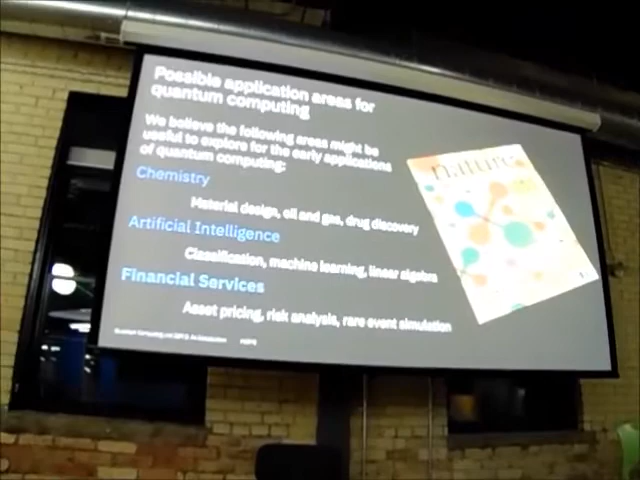 Possible application areas for
quantum computing
We believe the following areas might be
useful to explore for the early applications
of quantum computing:
Chemistry
Material design, oil and gas, drug discovery
Artificial Intelligence
Classification, machine learning, linear algebra
Financial Services
Asset pricing, risk analysis, rare event simulation
nature